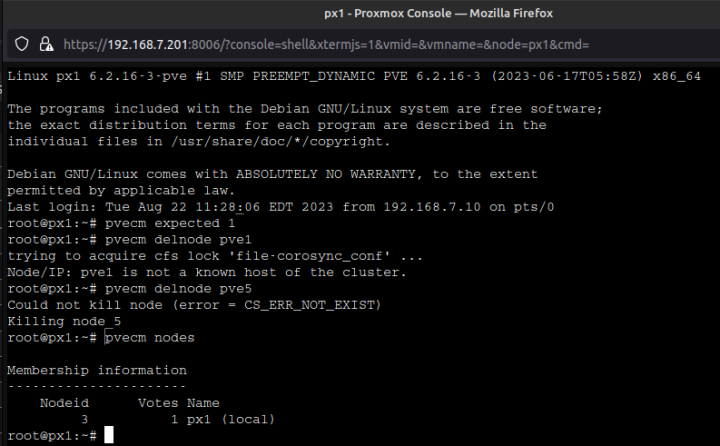 px1 - Proxmox Console — Mozilla Firefox
https://192.168.7.201:8006/?console=shell&xtermjs=1&vmid=&vmname=&node=px1&cmd=
Linux px1 6.2.16-3-pve #1 SMP PREEMPT_DYNAMIC PVE 6.2.16-3 (2023-06-17T05:58Z) x86_64
The programs included with the Debian GNU/Linux system are free software;
the exact distribution terms for each program are described in the
individual files in /usr/share/doc/*/copyright.
Debian GNU/Linux comes with ABSOLUTELY NO WARRANTY, to the extent
permitted by applicable law.
Last login: Tue Aug 22 11:28:06 EDT 2023 from 192.168.7.10 on pts/0
root@px1:~# pvecm expected 1
root@px1:~# pvecm delnode pve1
trying to acquire cfs lock 'file-corosync_conf' ...
Node/IP: pve1 is not a known host of the cluster.
root@px1:~# pvecm delnode pve5
Could not kill node (error = CS_ERR_NOT_EXIST)
Killing node 5
root@px1:~# pvecm nodes
Membership information
----------------------
    Nodeid      Votes Name
         3          1 px1 (local)
root@px1:~#